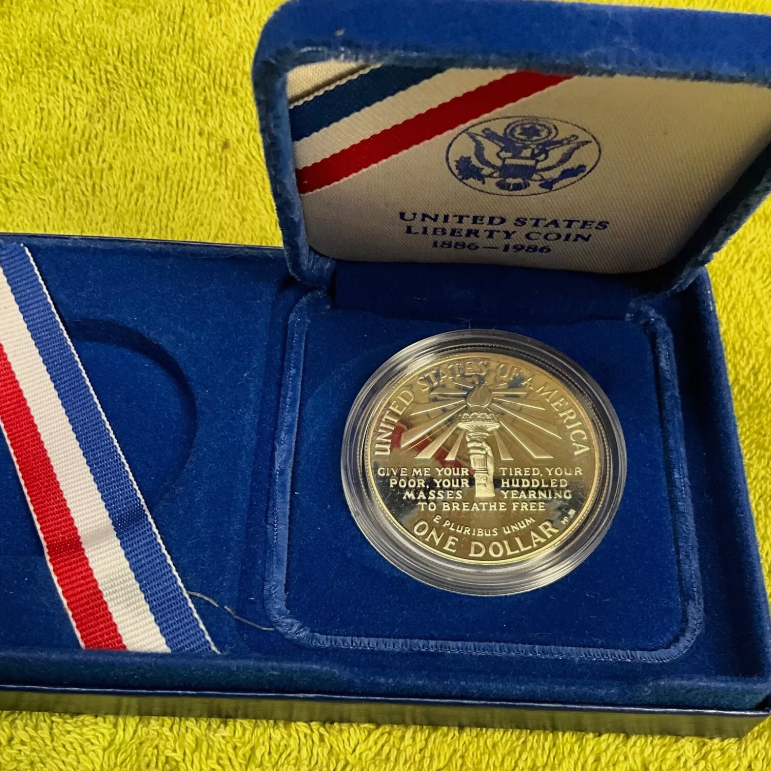 UNITED STATES
LIBERTY COIN
1886-1986
UNITED STATES OF AMERICA
GIVE ME YOUR TIRED, YOUR
POOR, YOUR HUDDLED
MASSES YEARNING
TO BREATHE FREE
E PLURIBUS UNUM
ONE DOLLAR